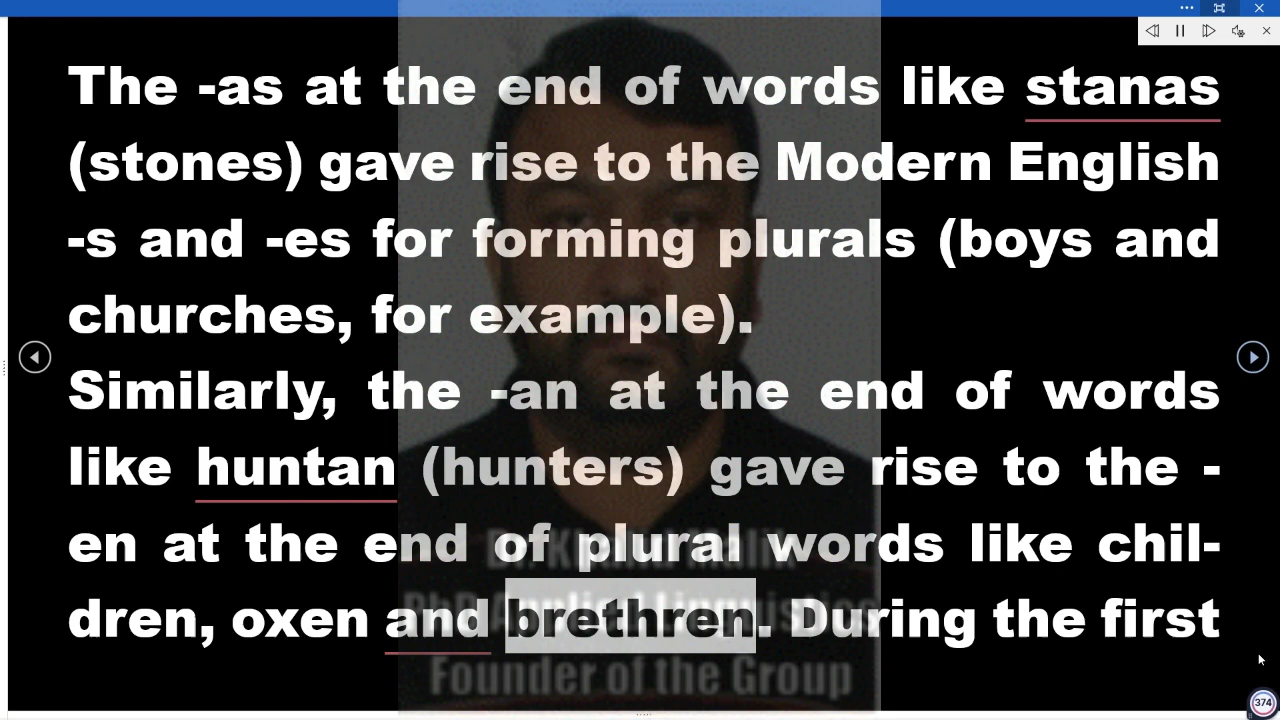 The -as at the end of words like stanas
(stones) gave rise to the Modern English
-s and -es for forming plurals (boys and
churches, for example).
Similarly, the -an at the end of words
like huntan (hunters) gave rise to the -
en at the end of plural words like chil-
dren, oxen and brethren. During the first
PhD Applied Linguistics
Founder of the Group
374